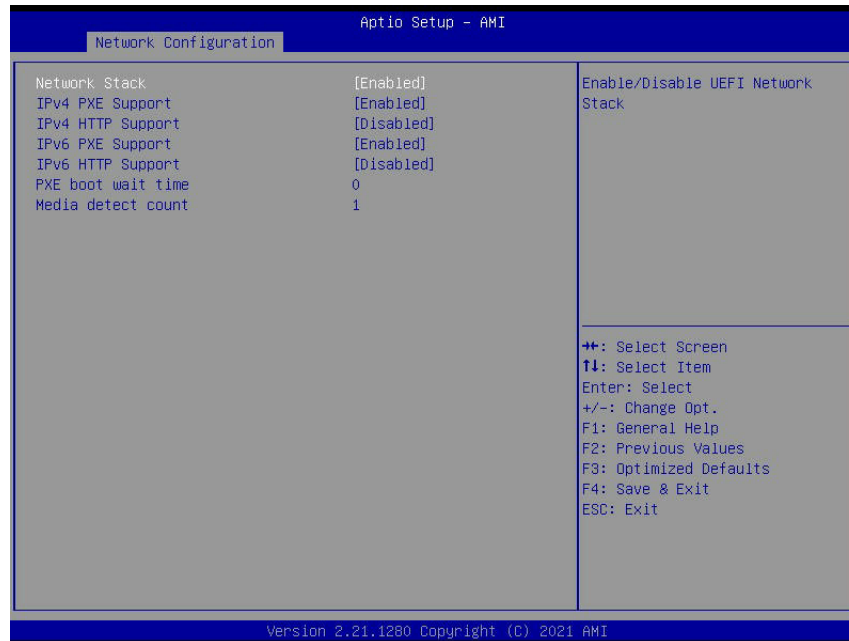 Aptio Setup – AMI
Network Configuration
Network Stack [Enabled]
IPv4 PXE Support [Enabled]
IPv4 HTTP Support [Disabled]
IPv6 PXE Support [Enabled]
IPv6 HTTP Support [Disabled]
PXE boot wait time 0
Media detect count 1
Enable/Disable UEFI Network
Stack
→←: Select Screen
↑↓: Select Item
Enter: Select
+/-: Change Opt.
F1: General Help
F2: Previous Values
F3: Optimized Defaults
F4: Save & Exit
ESC: Exit
Version 2.21.1280 Copyright (C) 2021 AMI